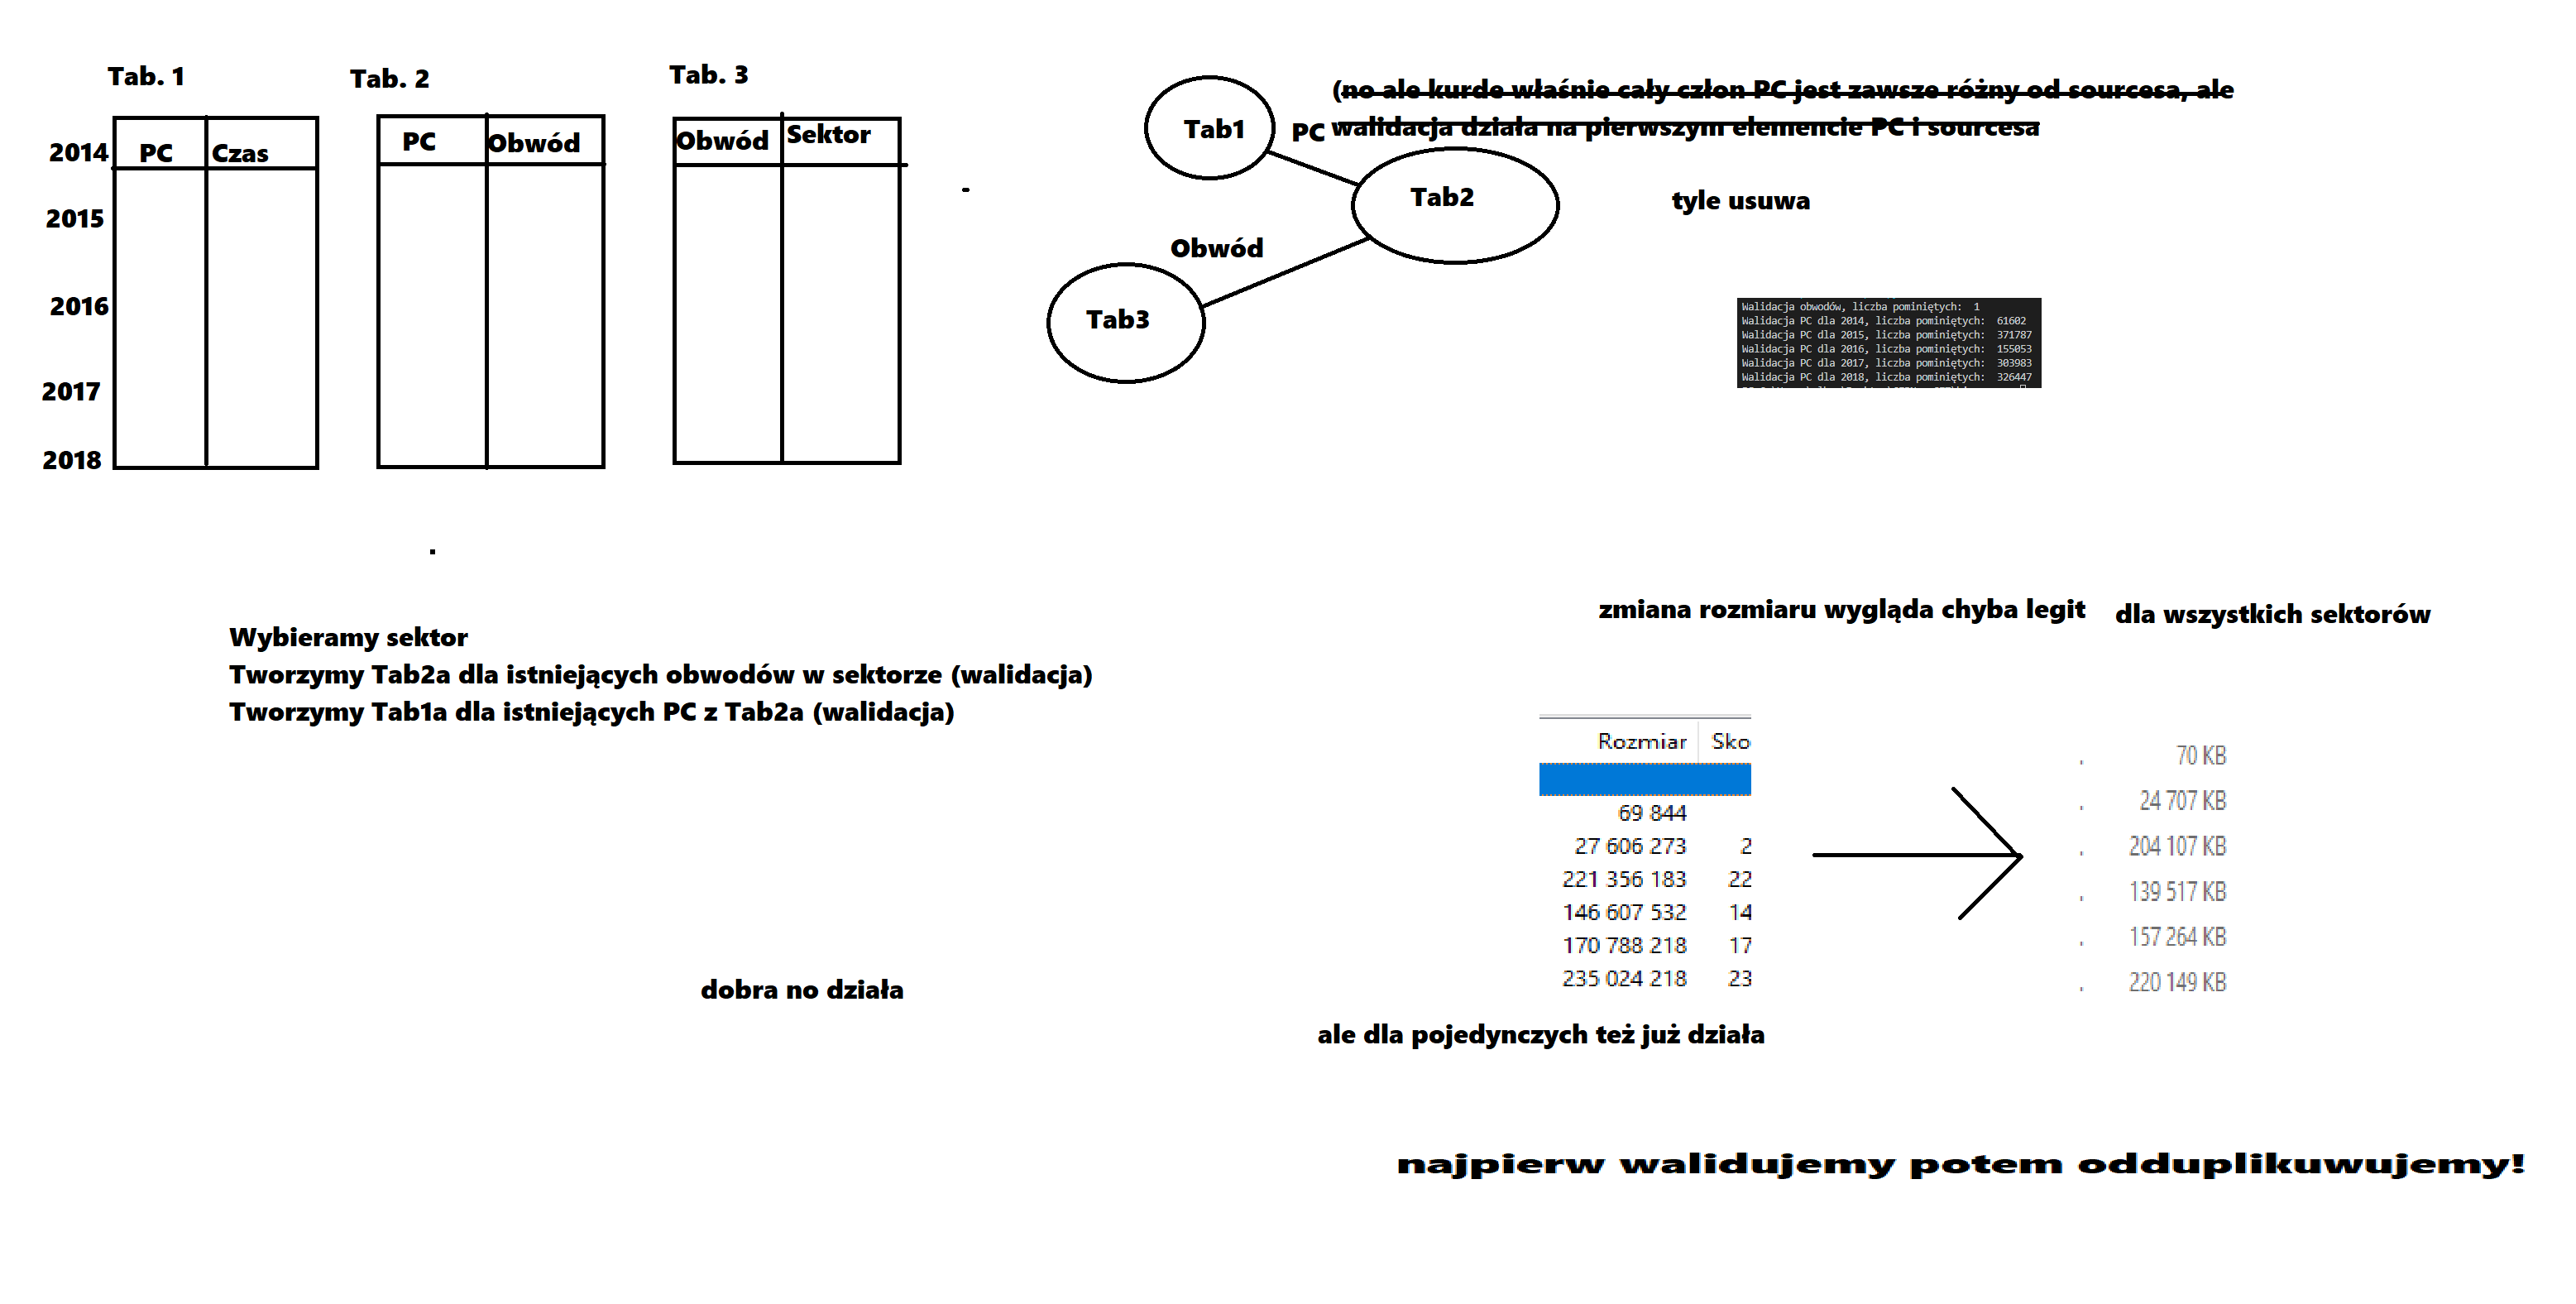 Tab. 1
Tab. 2
Tab. 3
2014
PC
Czas
PC
Obwód
Obwód
Sektor
2015
2016
2017
2018
(no ale kurde właśnie cały człon PC jest zawsze różny od sourcesa, ale
walidacja działa na pierwszym elemencie PC i sourcesa
Tab1
PC
Tab2
tyle usuwa
Obwód
Tab3
Walidacja obwodów, liczba pominiętych: 1
Walidacja PC dla 2014, liczba pominiętych: 61602
Walidacja PC dla 2015, liczba pominiętych: 371787
Walidacja PC dla 2016, liczba pominiętych: 155053
Walidacja PC dla 2017, liczba pominiętych: 303983
Walidacja PC dla 2018, liczba pominiętych: 326447
Wybieramy sektor
Tworzymy Tab2a dla istniejących obwodów w sektorze (walidacja)
Tworzymy Tab1a dla istniejących PC z Tab2a (walidacja)
zmiana rozmiaru wygląda chyba legit
dla wszystkich sektorów
Rozmiar Sko
69 844
27 606 273 2
221 356 183 22
146 607 532 14
170 788 218 17
235 024 218 23
70 KB
24 707 KB
204 107 KB
139 517 KB
157 264 KB
220 149 KB
dobra no działa
ale dla pojedynczych też już działa
najpierw walidujemy potem odduplikuwujemy!